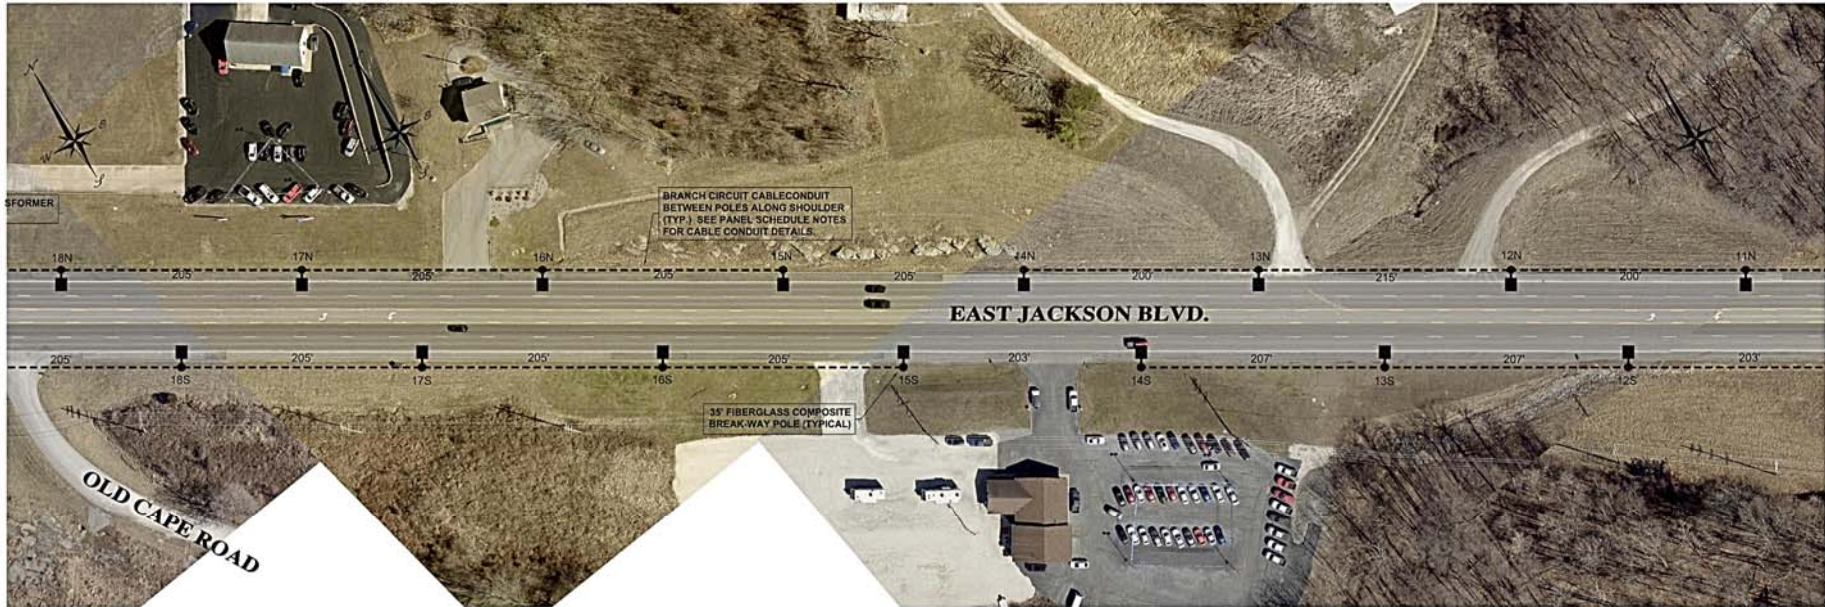 N
E
W
S
E
S
SFORMER
BRANCH CIRCUIT CABLECONDUIT
BETWEEN POLES ALONG SHOULDER
(TYP.) SEE PANEL SCHEDULE NOTES
FOR CABLE CONDUIT DETAILS.
18N 17N 16N 15N 14N 13N 12N 11N
205' 205' 205' 205' 200' 215' 200'
EAST JACKSON BLVD.
205' 205' 205' 205' 203' 207' 207' 203'
18S 17S 16S 15S 14S 13S 12S
35' FIBERGLASS COMPOSITE
BREAK-WAY POLE (TYPICAL)
OLD CAPE ROAD